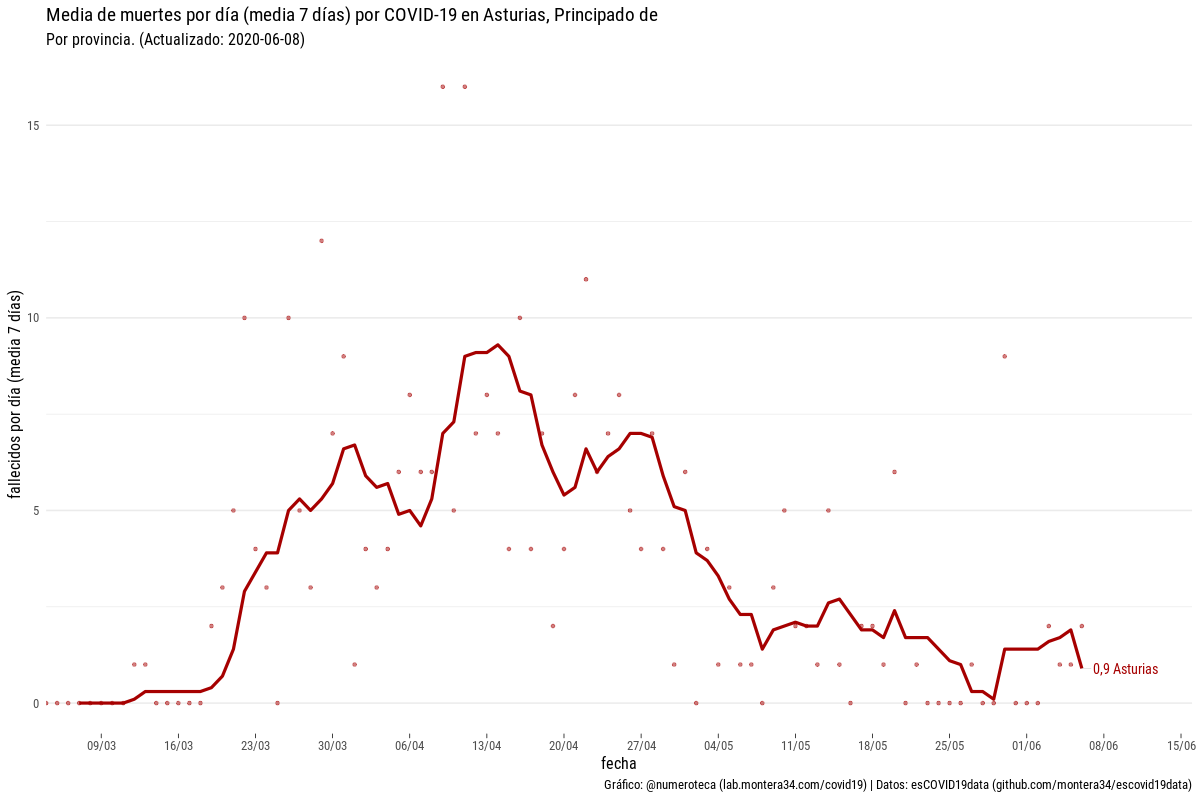 Media de muertes por día (media 7 días) por COVID-19 en Asturias, Principado de
Por provincia. (Actualizado: 2020-06-08)
fallecidos por día (media 7 días)
15
10
5
0
0,9 Asturias
09/03 16/03 23/03 30/03 06/04 13/04 20/04 27/04 04/05 11/05 18/05 25/05 01/06 08/06 15/06
fecha
Gráfico: @numeroteca (lab.montera34.com/covid19) | Datos: esCOVID19data (github.com/montera34/escovid19data)